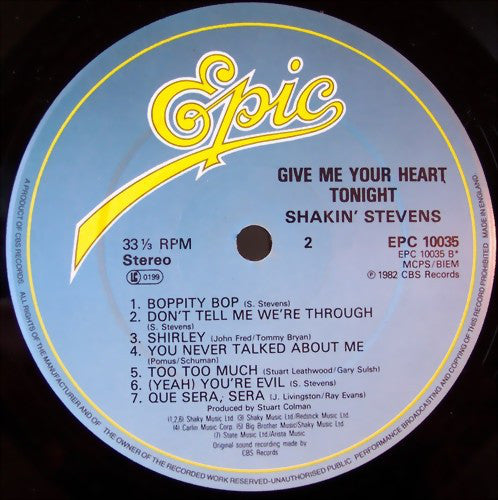 Epic
GIVE ME YOUR HEART
TONIGHT
SHAKIN' STEVENS
33 ⅓ RPM
Stereo
LC 0199
2
EPC 10035
EPC 10035 B*
MCPS/BIEM
℗ 1982 CBS Records
1. BOPPITY BOP (S. Stevens)
2. DON'T TELL ME WE'RE THROUGH
(S. Stevens)
3. SHIRLEY (John Fred/Tommy Bryan)
4. YOU NEVER TALKED ABOUT ME
(Pomus/Schuman)
5. TOO TOO MUCH (Stuart Leathwood/Gary Sulsh)
6. (YEAH) YOU'RE EVIL (S. Stevens)
7. QUE SERA, SERA (J. Livingston/Ray Evans)
Produced by Stuart Colman
(1,2,6) Shaky Music Ltd. (3) Shaky Music Ltd./Redstick Music Ltd.
(4) Carlin Music Corp. (5) Big Brother Music/Shaky Music Ltd.
(7) State Music Ltd./Arista Music
Original sound recording made by
CBS Records
A PRODUCT OF CBS RECORDS. ALL RIGHTS OF THE MANUFACTURER AND OF THE OWNER OF THE RECORDED WORK RESERVED-UNAUTHORISED PUBLIC PERFORMANCE BROADCASTING AND COPYING OF THIS RECORD PROHIBITED. MADE IN ENGLAND.